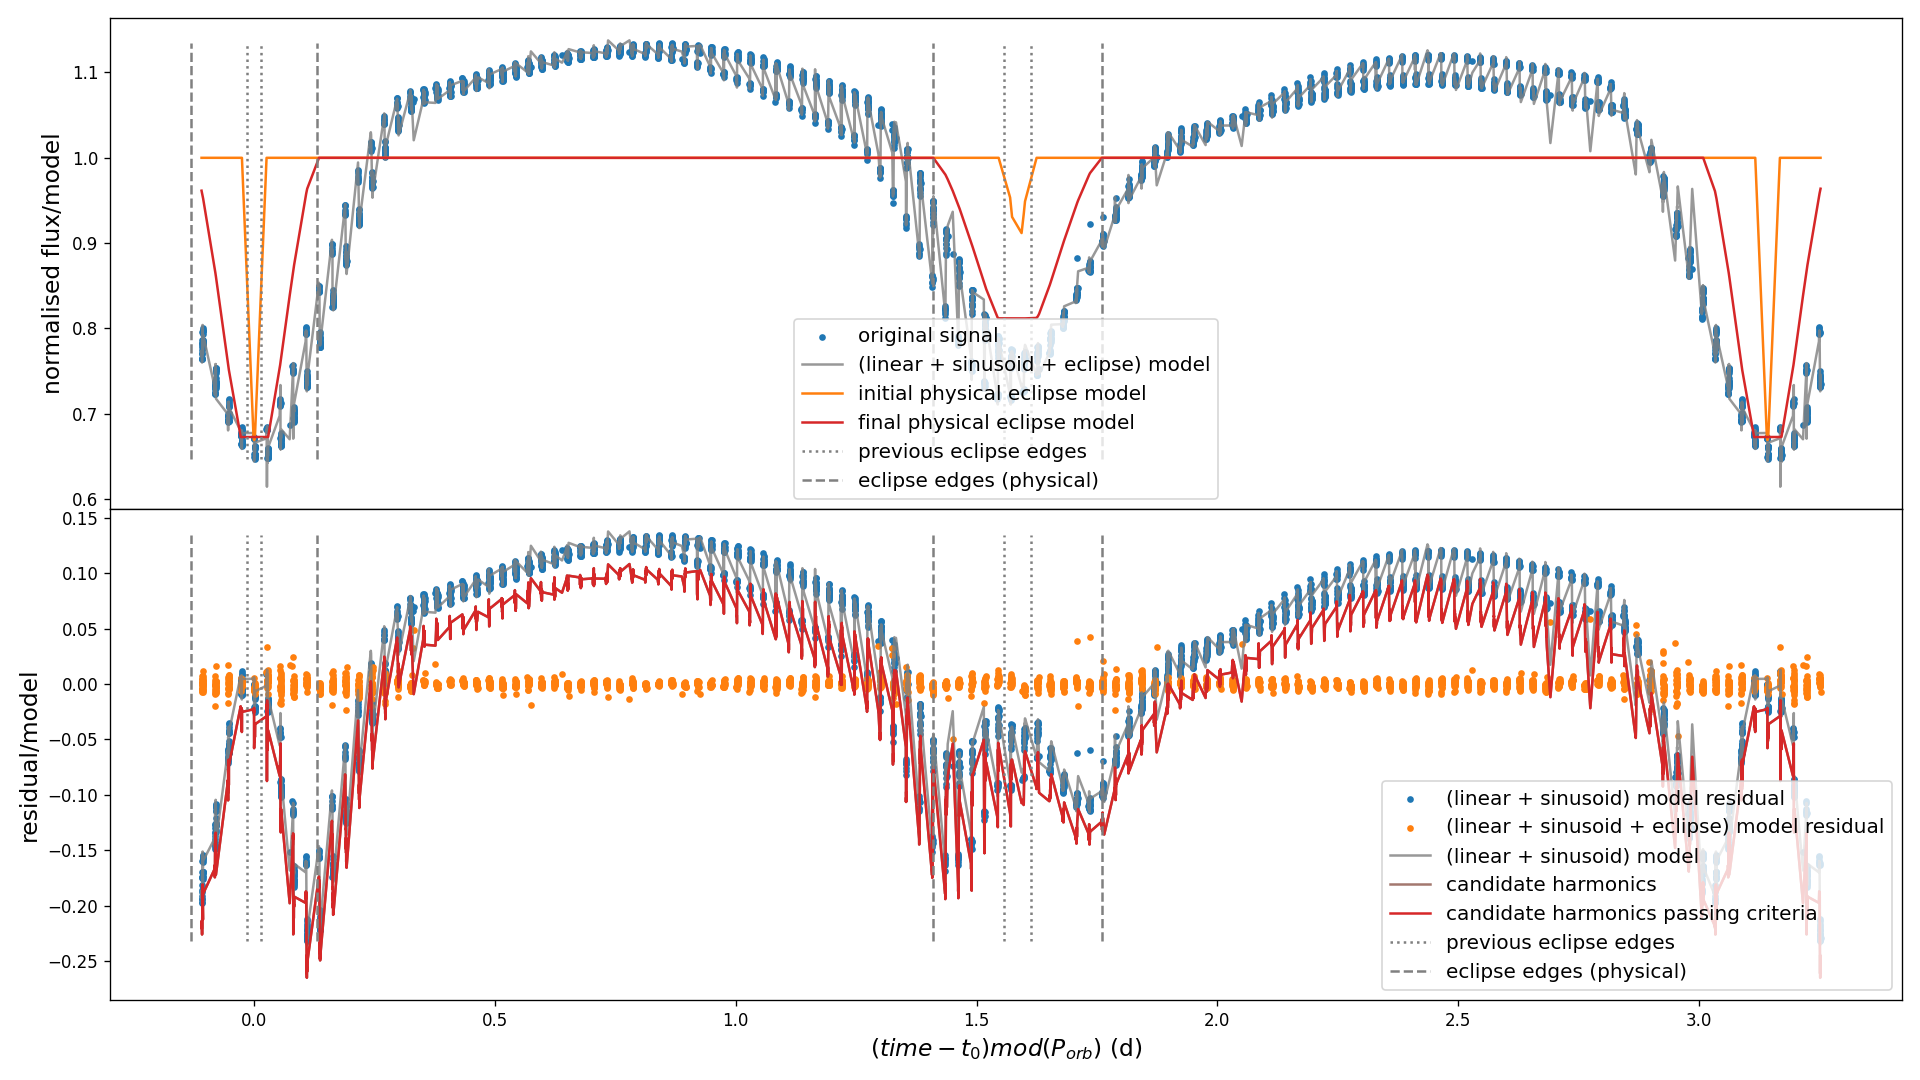 normalised flux/model
1.1
1.0
0.9
0.8
0.7
0.6
original signal
(linear + sinusoid + eclipse) model
initial physical eclipse model
final physical eclipse model
previous eclipse edges
eclipse edges (physical)
residual/model
0.15
0.10
0.05
0.00
−0.05
−0.10
−0.15
−0.20
−0.25
(linear + sinusoid) model residual
(linear + sinusoid + eclipse) model residual
(linear + sinusoid) model
candidate harmonics
candidate harmonics passing criteria
previous eclipse edges
eclipse edges (physical)
0.0 0.5 1.0 1.5 2.0 2.5 3.0
(time − t₀)mod(Pₒᵣb) (d)